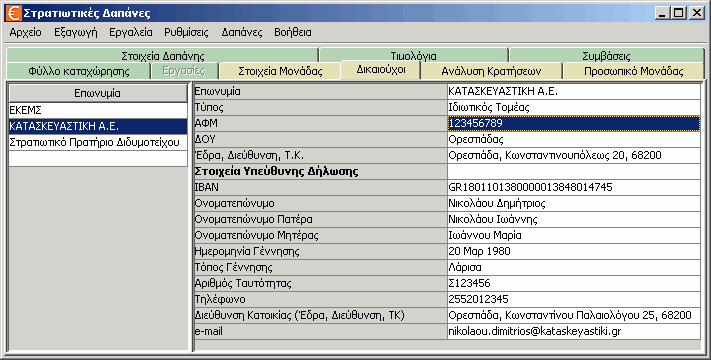 Στρατιωτικές Δαπάνες
Αρχείο Εξαγωγή Εργαλεία Ρυθμίσεις Δαπάνες Βοήθεια
Στοιχεία Δαπάνης Τιμολόγια Συμβάσεις
Φύλλο καταχώρησης Εργασίες Στοιχεία Μονάδας Δικαιούχοι Ανάλυση Κρατήσεων Προσωπικό Μονάδας
Επωνυμία
ΕΚΕΜΣ
ΚΑΤΑΣΚΕΥΑΣΤΙΚΗ Α.Ε.
Στρατιωτικό Πρατήριο Διδυμοτείχου
Επωνυμία ΚΑΤΑΣΚΕΥΑΣΤΙΚΗ Α.Ε.
Τύπος Ιδιωτικός Τομέας
ΑΦΜ 123456789
ΔΟΥ Ορεστιάδας
Έδρα, Διεύθυνση, Τ.Κ. Ορεστιάδα, Κωνσταντινουπόλεως 20, 68200
Στοιχεία Υπεύθυνης Δήλωσης
IBAN GR1801101380000013848014745
Ονοματεπώνυμο Νικολάου Δημήτριος
Ονοματεπώνυμο Πατέρα Νικολάου Ιωάννης
Ονοματεπώνυμο Μητέρας Ιωάννου Μαρία
Ημερομηνία Γέννησης 20 Μαρ 1980
Τόπος Γέννησης Λάρισα
Αριθμός Ταυτότητας Σ123456
Τηλέφωνο 2552012345
Διεύθυνση Κατοικίας (Έδρα, Διεύθυνση, ΤΚ) Ορεστιάδα, Κωνσταντίνου Παλαιολόγου 25, 68200
e-mail nikolaou.dimitrios@kataskeyastiki.gr